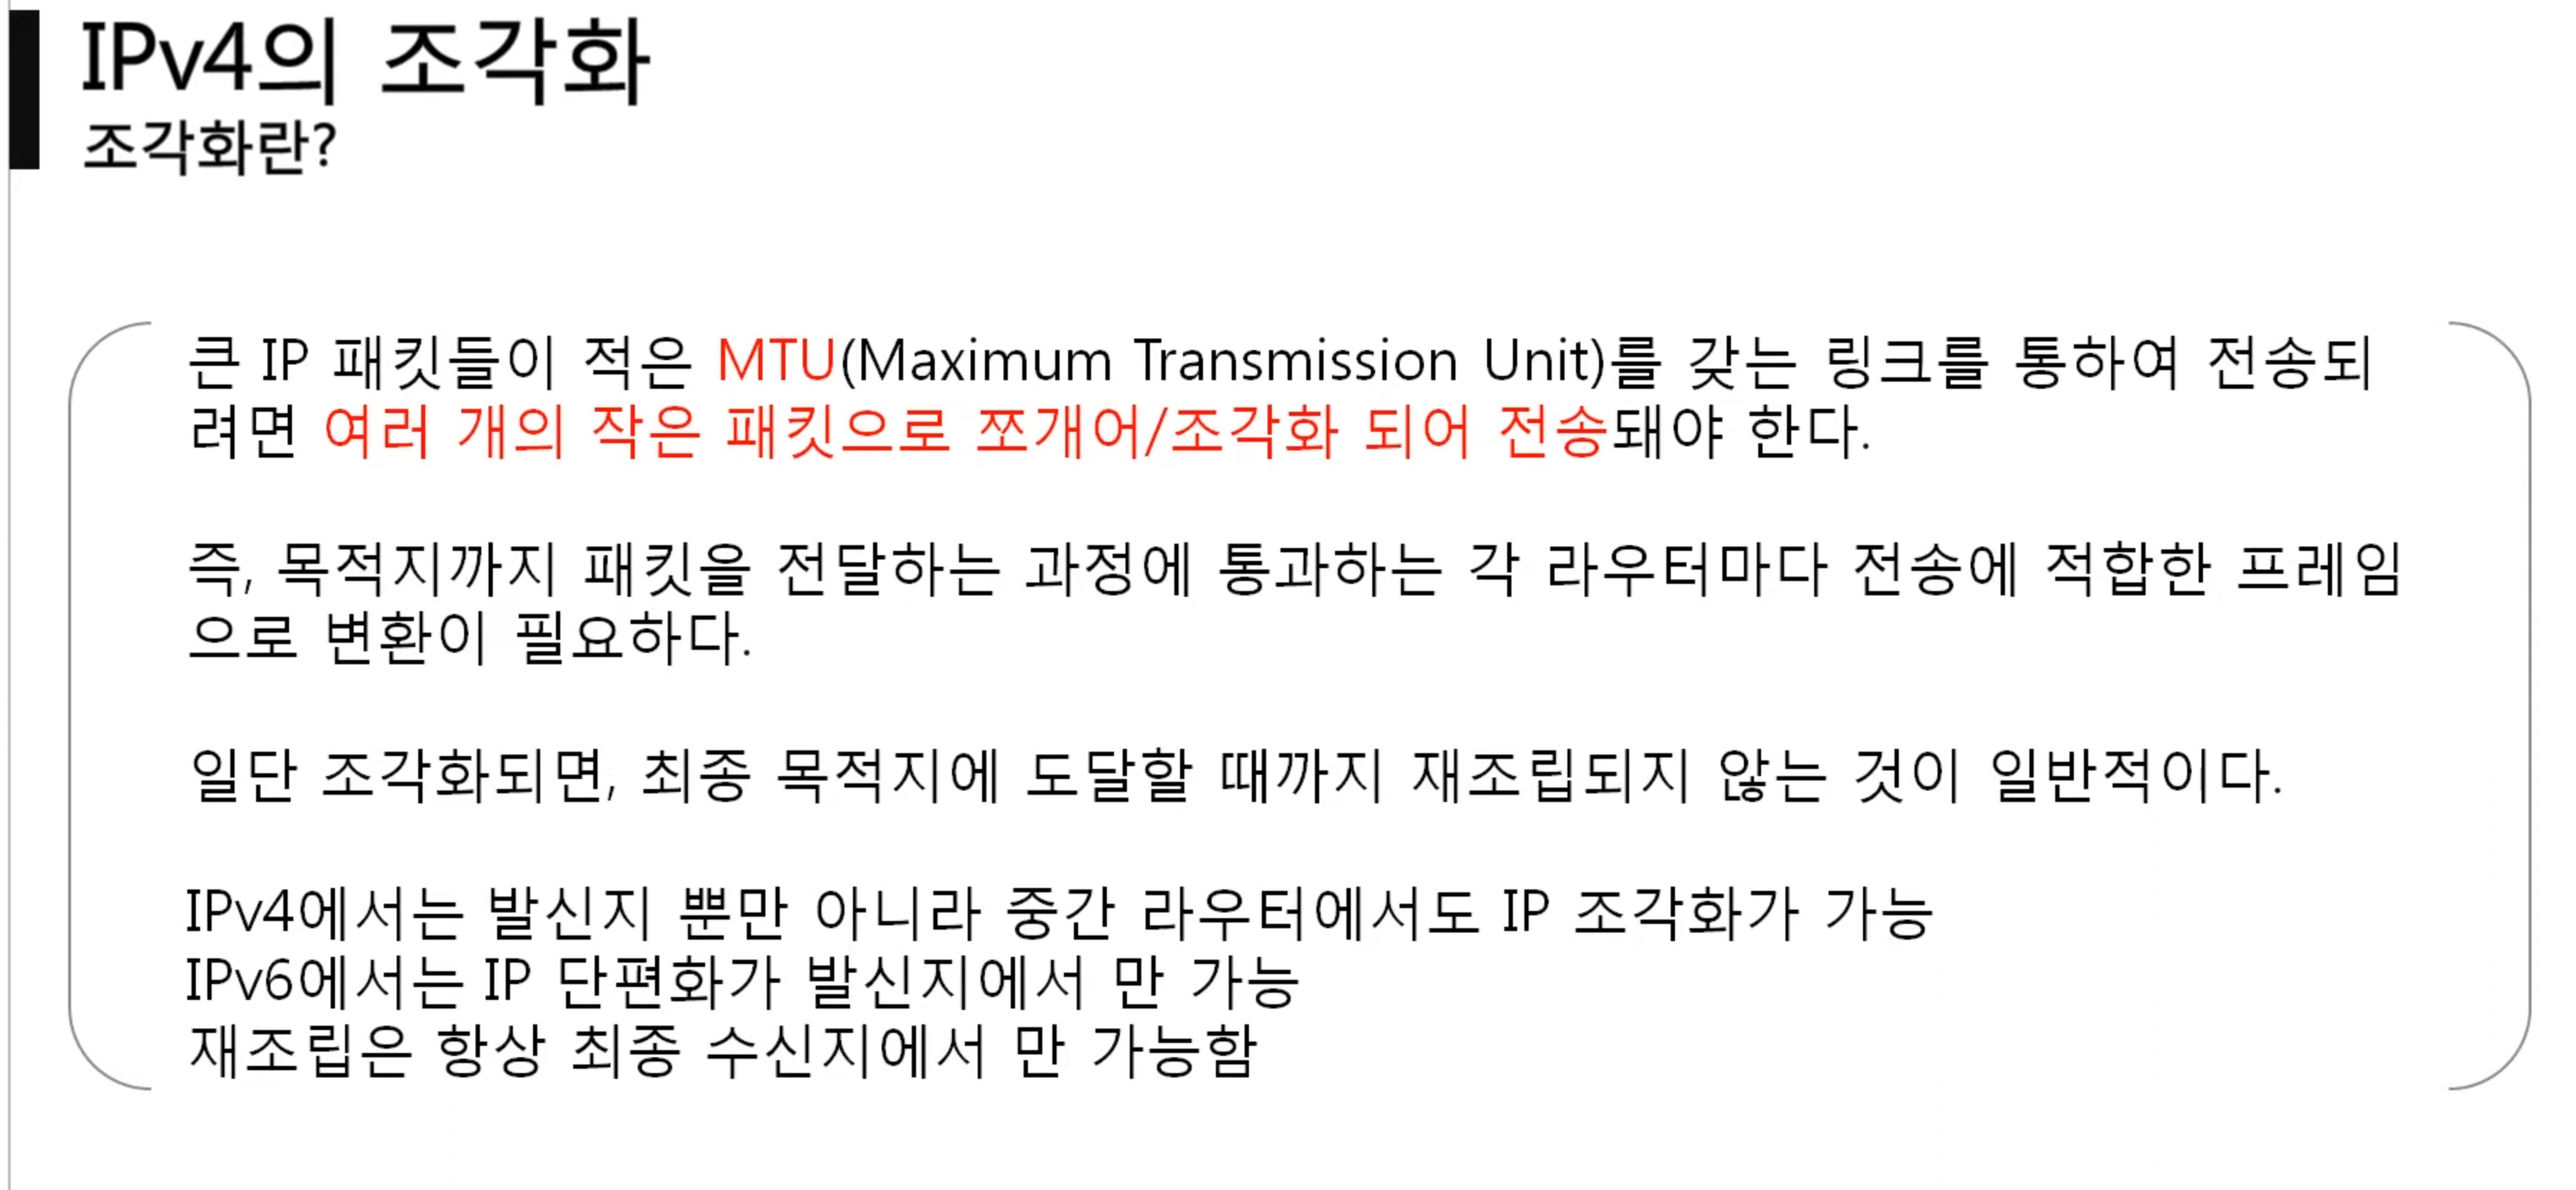 IPv4의 조각화
조각화란?
큰 IP 패킷들이 적은 MTU(Maximum Transmission Unit)를 갖는 링크를 통하여 전송되
려면 여러 개의 작은 패킷으로 쪼개어/조각화 되어 전송돼야 한다.
즉, 목적지까지 패킷을 전달하는 과정에 통과하는 각 라우터마다 전송에 적합한 프레임
으로 변환이 필요하다.
일단 조각화되면, 최종 목적지에 도달할 때까지 재조립되지 않는 것이 일반적이다.
IPv4에서는 발신지 뿐만 아니라 중간 라우터에서도 IP 조각화가 가능
IPv6에서는 IP 단편화가 발신지에서 만 가능
재조립은 항상 최종 수신지에서 만 가능함